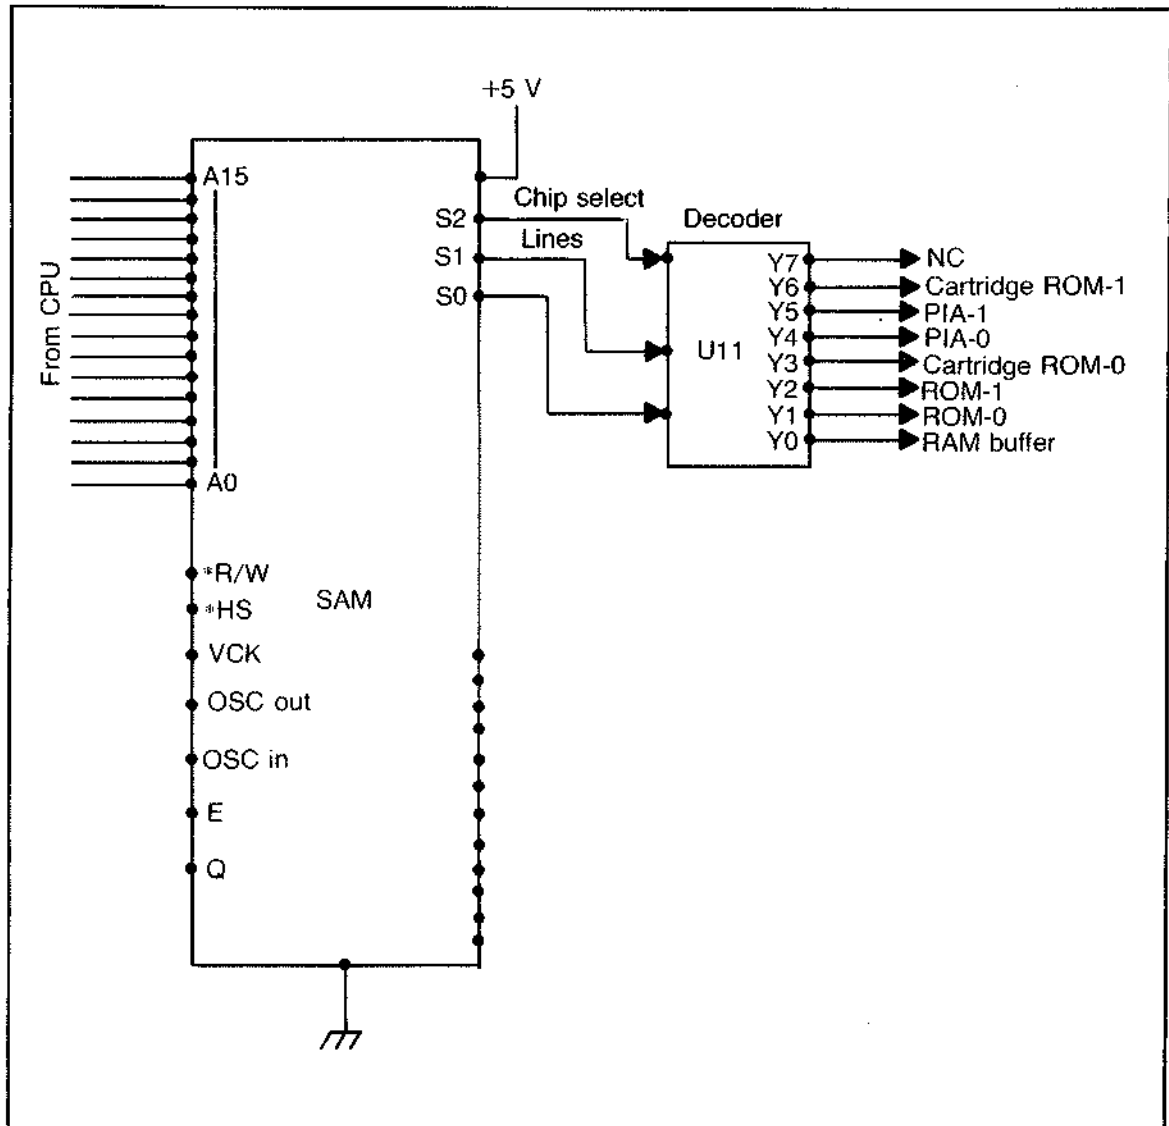 +5 V
A15
From CPU
A0
*R/W
*HS
VCK
OSC out
OSC in
E
Q
SAM
S2
S1
S0
Chip select
Lines
Decoder
U11
Y7
NC
Y6
Cartridge ROM-1
Y5
PIA-1
Y4
PIA-0
Y3
Cartridge ROM-0
Y2
ROM-1
Y1
ROM-0
Y0
RAM buffer